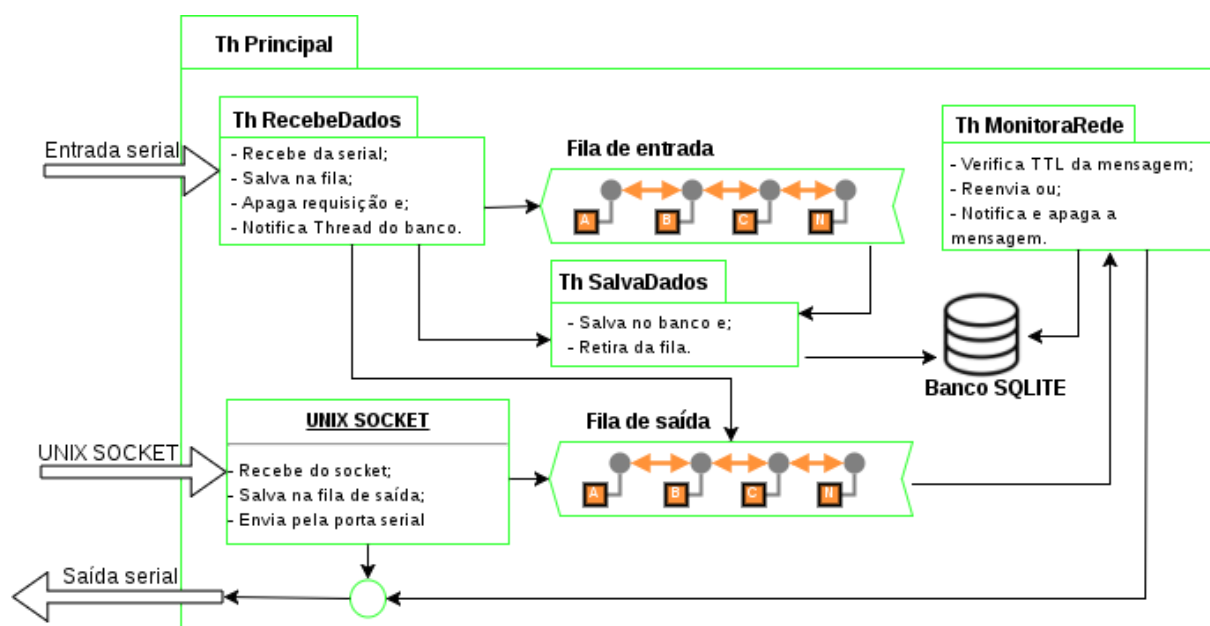 Th Principal
Th RecebeDados
Entrada serial
- Recebe da serial;
- Salva na fila;
- Apaga requisição e;
- Notifica Thread do banco.
Fila de entrada
A B C N
Th MonitoraRede
- Verifica TTL da mensagem;
- Reenvia ou;
- Notifica e apaga a
mensagem.
Th SalvaDados
- Salva no banco e;
- Retira da fila.
Banco SQLITE
UNIX SOCKET
UNIX SOCKET
- Recebe do socket;
- Salva na fila de saída;
- Envia pela porta serial
Fila de saída
A B C N
Saída serial